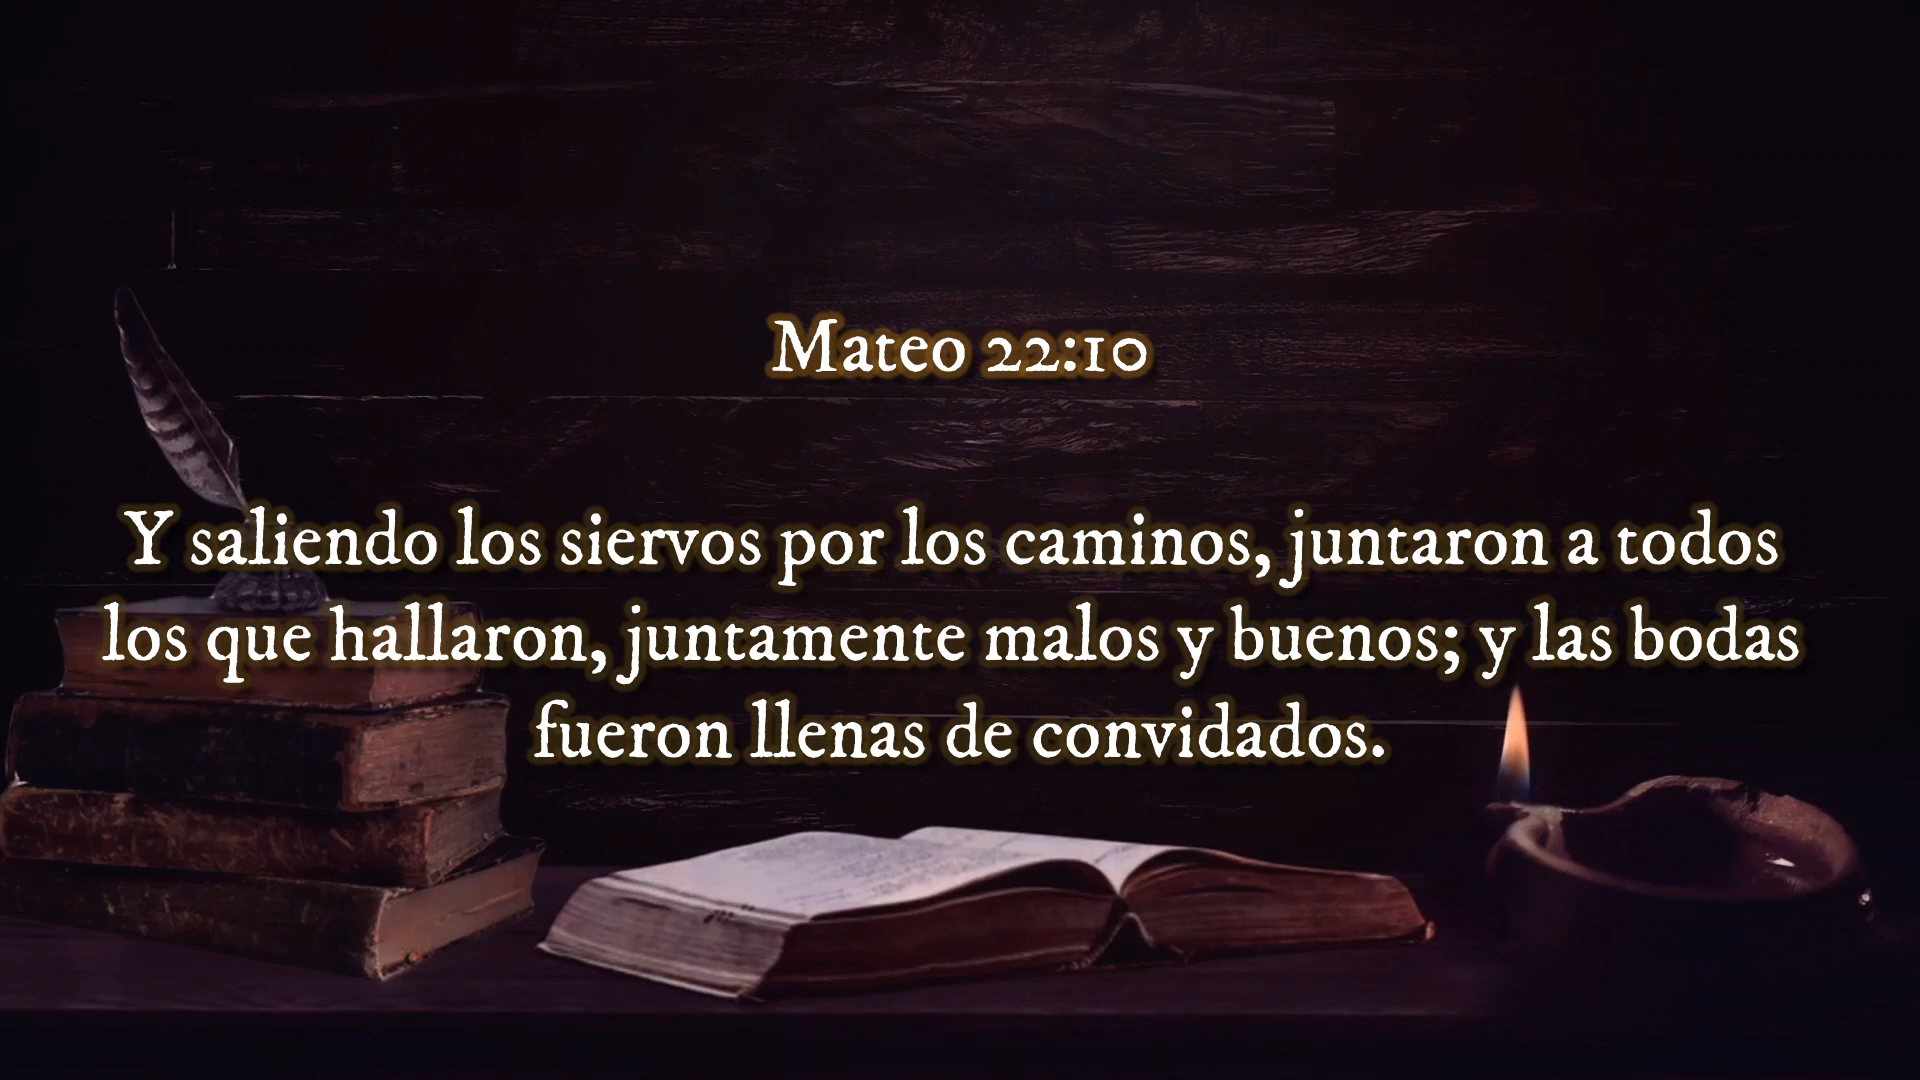 Mateo 22:10
Y saliendo los siervos por los caminos, juntaron a todos
los que hallaron, juntamente malos y buenos; y las bodas
fueron llenas de convidados.